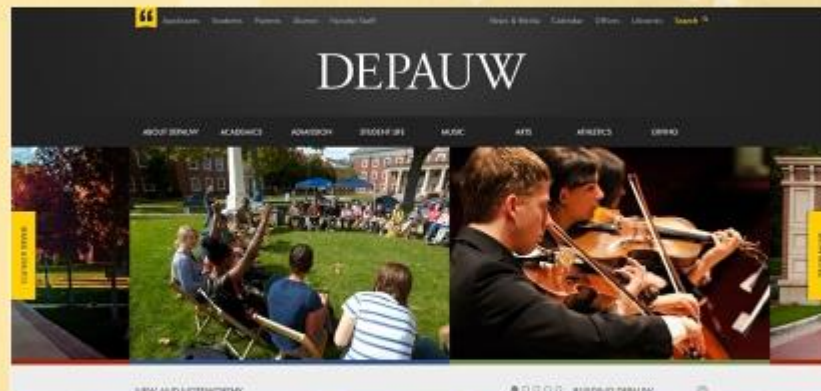 Applicants Students Parents Alumni Faculty/Staff News & Media Calendar Offices Libraries Search
DEPAUW
ABOUT DEPAUW ACADEMICS ADMISSION STUDENT LIFE MUSIC ARTS ATHLETICS GIVING